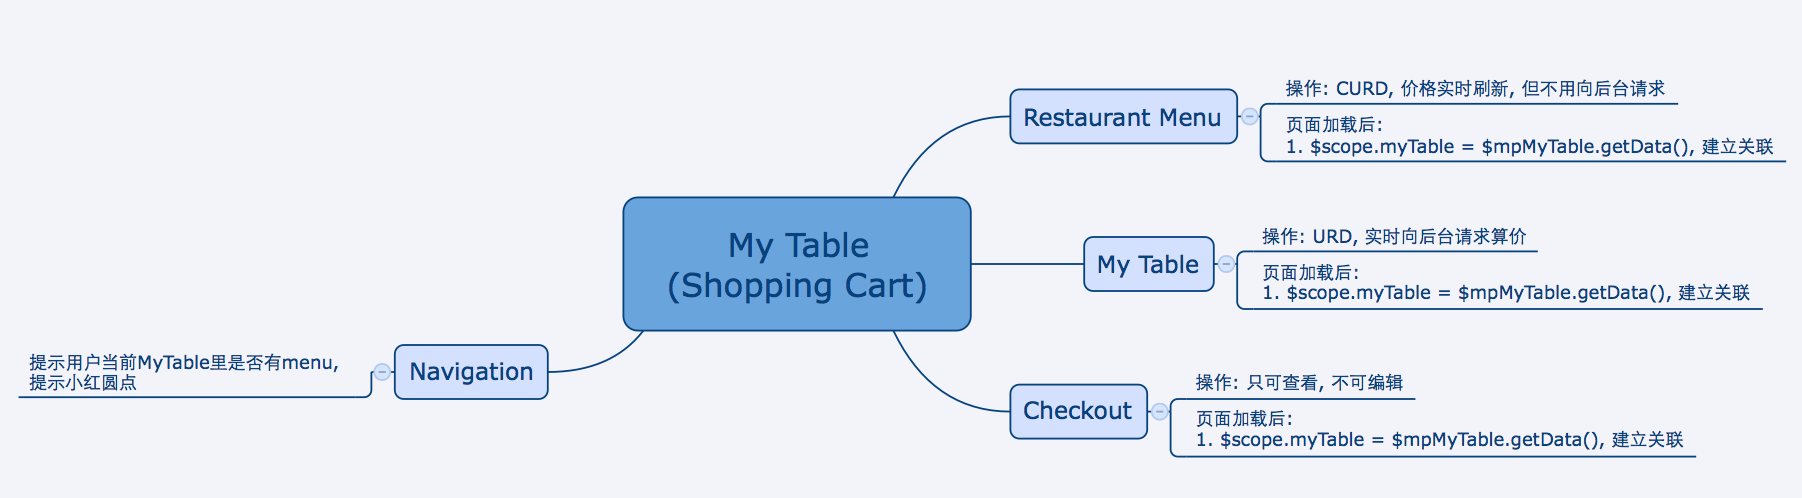 My Table
(Shopping Cart)
Restaurant Menu
操作: CURD, 价格实时刷新, 但不用向后台请求
页面加载后:
1. $scope.myTable = $mpMyTable.getData(), 建立关联
My Table
操作: URD, 实时向后台请求算价
页面加载后:
1. $scope.myTable = $mpMyTable.getData(), 建立关联
Checkout
操作: 只可查看, 不可编辑
页面加载后:
1. $scope.myTable = $mpMyTable.getData(), 建立关联
Navigation
提示用户当前MyTable里是否有menu,
提示小红圆点